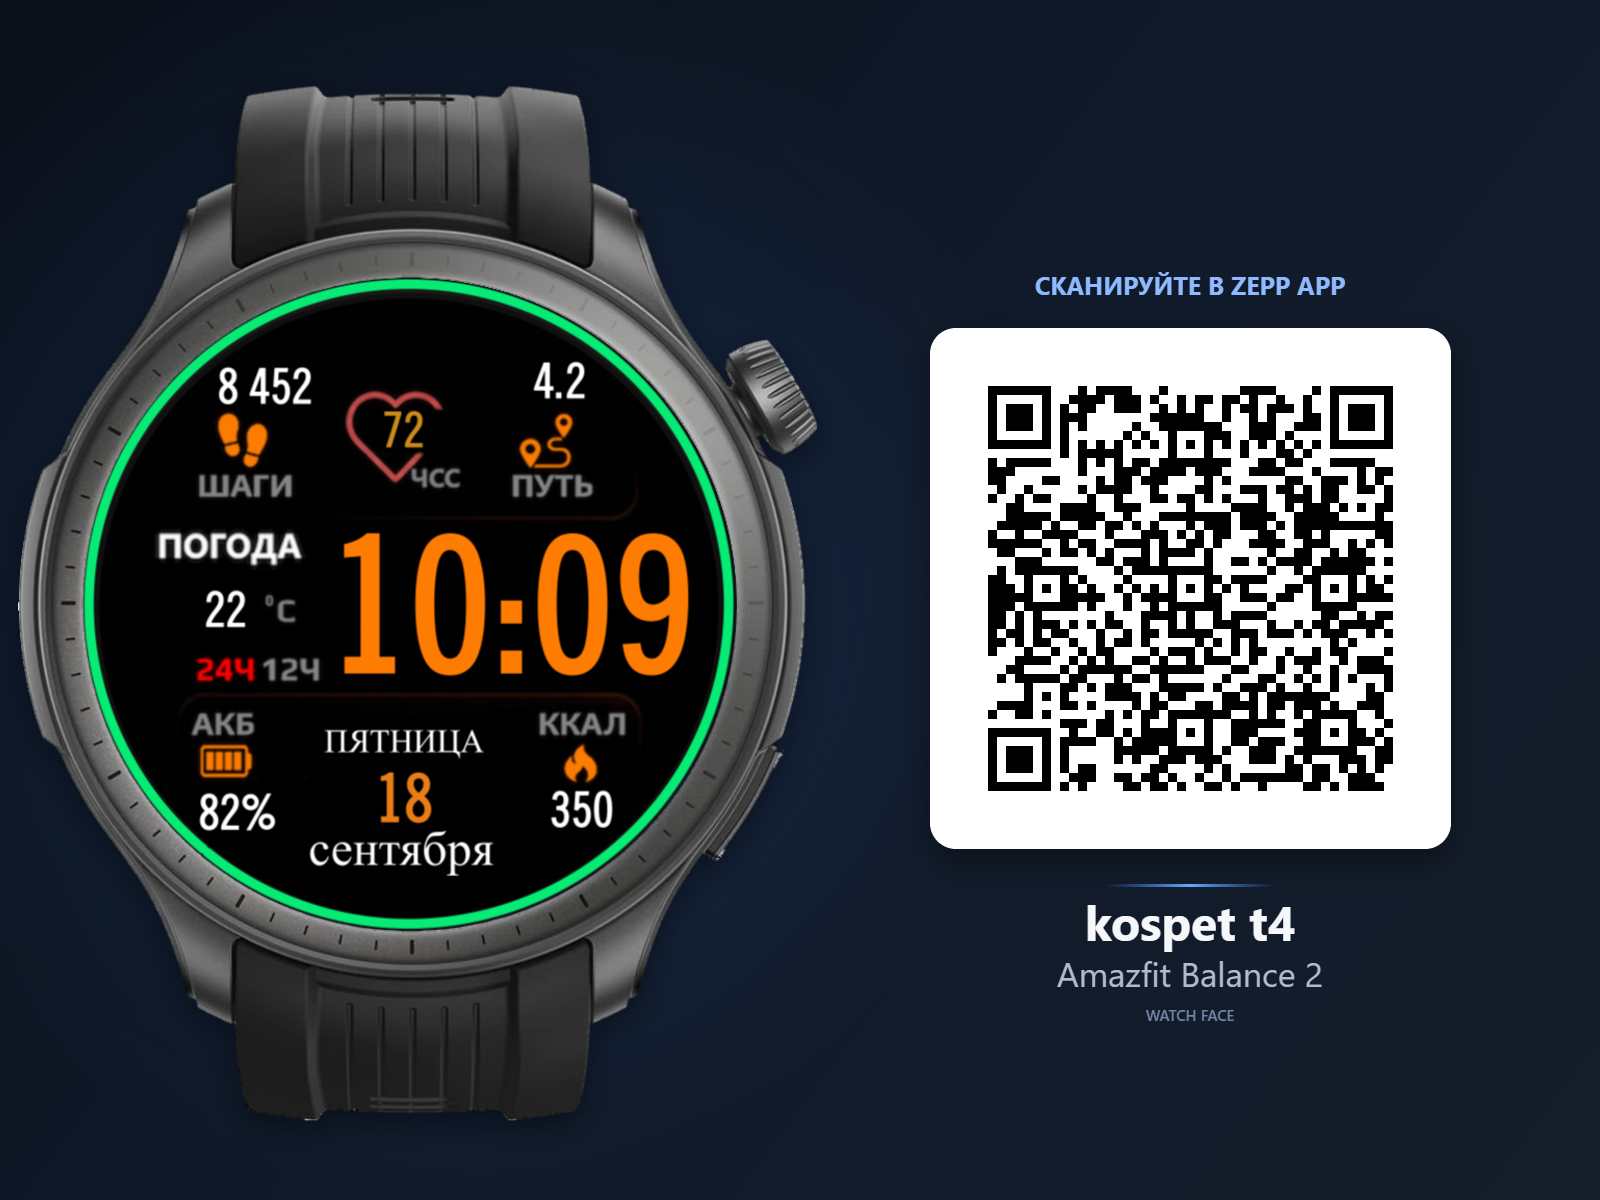 8 452
4.2
72
ЧСС
ШАГИ
ПУТЬ
ПОГОДА
22 °C
10:09
24Ч 12Ч
АКБ
ККАЛ
ПЯТНИЦА
18
82%
350
сентября
СКАНИРУЙТЕ В ZEPP APP
kospet t4
Amazfit Balance 2
WATCH FACE